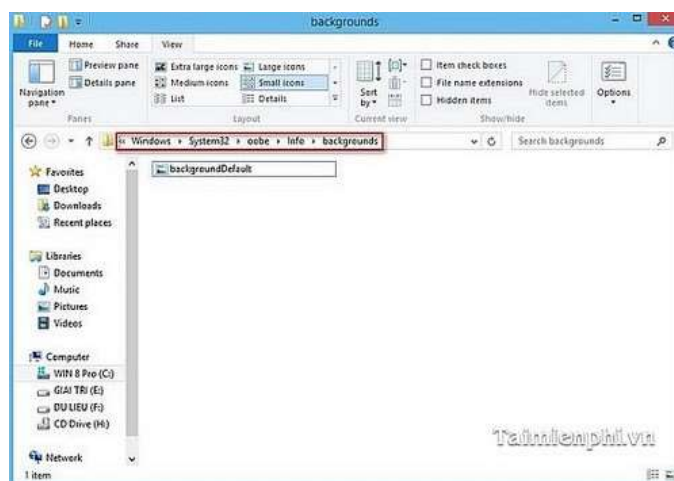 backgrounds
File Home Share View
Preview pane
Details pane
Navigation pane
Panes
Extra large icons Large icons
Medium icons Small icons
List Details
Layout
Sort by
Current view
Item check boxes
File name extensions
Hidden items
Hide selected items
Show/hide
Options
« Windows System32 oobe Info backgrounds
Search backgrounds
backgroundDefault
Favorites
Desktop
Downloads
Recent places
Libraries
Documents
Music
Pictures
Videos
Computer
WIN 8 Pro (C:)
GIAI TRI (E:)
DU LIEU (F:)
CD Drive (H:)
Network
1 item
Taimienphi.vn